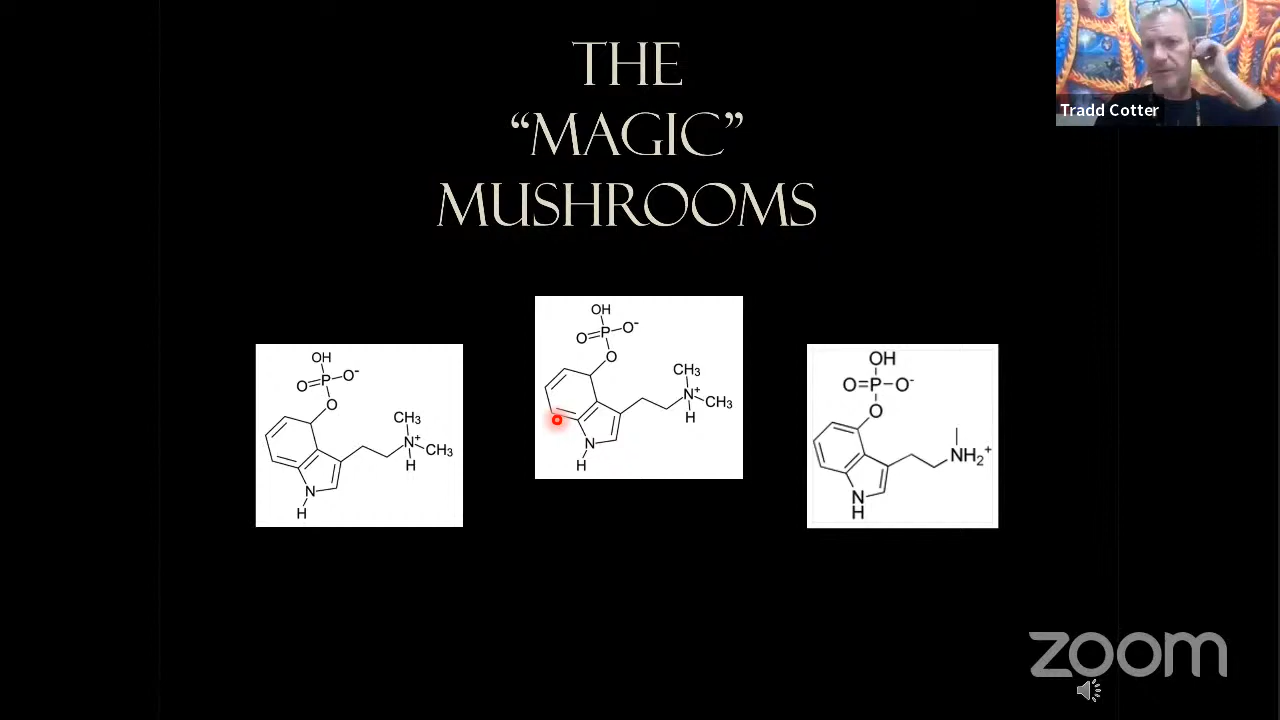 THE
“MAGIC”
MUSHROOMS
Tradd Cotter
OH
O=P-O⁻
O
CH₃
N⁺
CH₃
H
N
H
OH
O=P-O⁻
O
CH₃
N⁺
CH₃
H
N
H
OH
O=P-O⁻
O
NH₂⁺
N
H
zoom